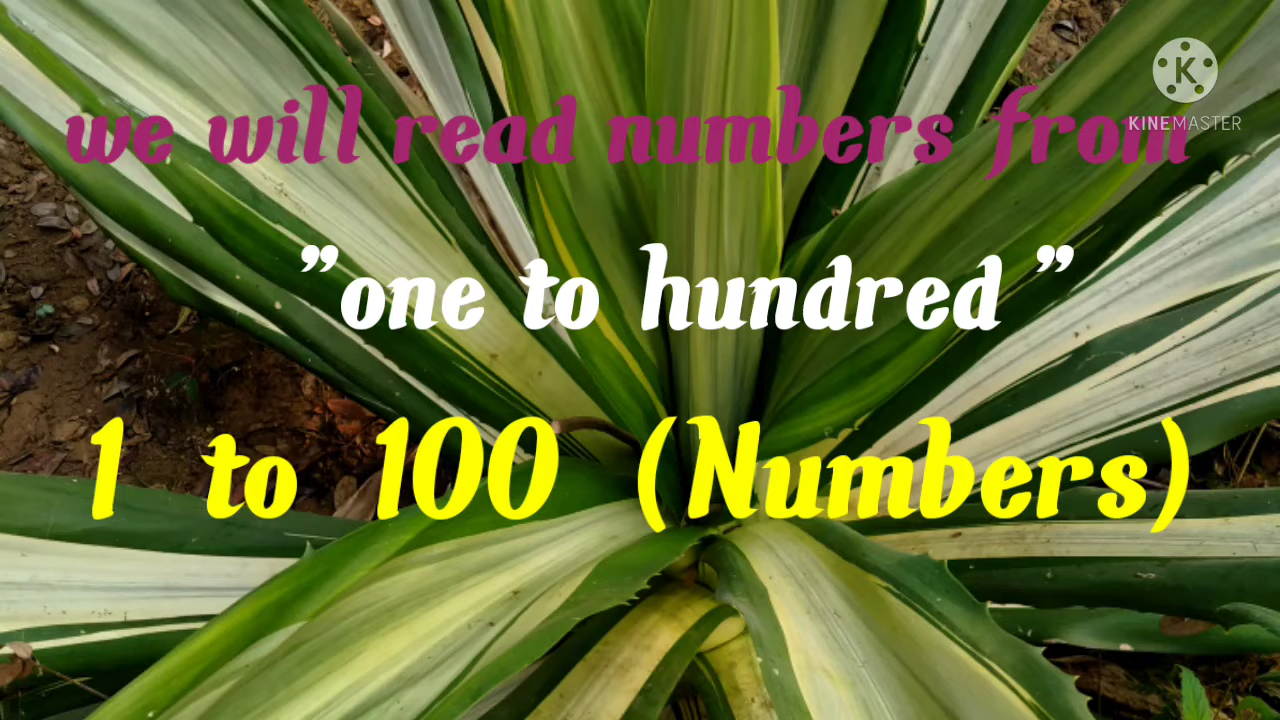 K
KINEMASTER
we will read numbers from
”one to hundred”
1 to 100 (Numbers)